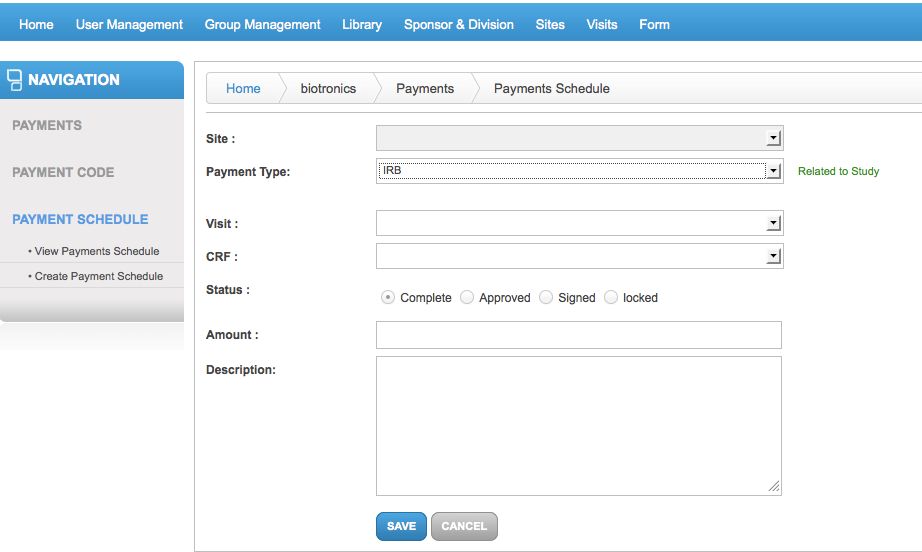 Home User Management Group Management Library Sponsor & Division Sites Visits Form
NAVIGATION
PAYMENTS
PAYMENT CODE
PAYMENT SCHEDULE
• View Payments Schedule
• Create Payment Schedule
Home biotronics Payments Payments Schedule
Site :
Payment Type: IRB Related to Study
Visit :
CRF :
Status : Complete Approved Signed locked
Amount :
Description:
SAVE CANCEL